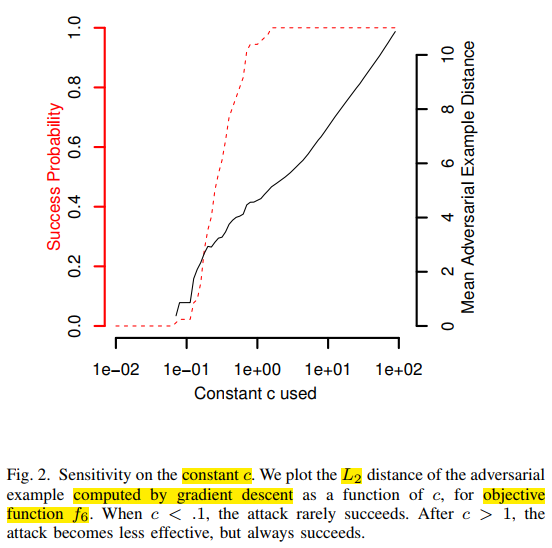 Success Probability
1.0
0.8
0.6
0.4
0.2
0.0
10
8
6
4
2
0
Mean Adversarial Example Distance
1e−02 1e−01 1e+00 1e+01 1e+02
Constant c used
Fig. 2. Sensitivity on the constant c. We plot the L2 distance of the adversarial
example computed by gradient descent as a function of c, for objective
function f6. When c < .1, the attack rarely succeeds. After c > 1, the
attack becomes less effective, but always succeeds.